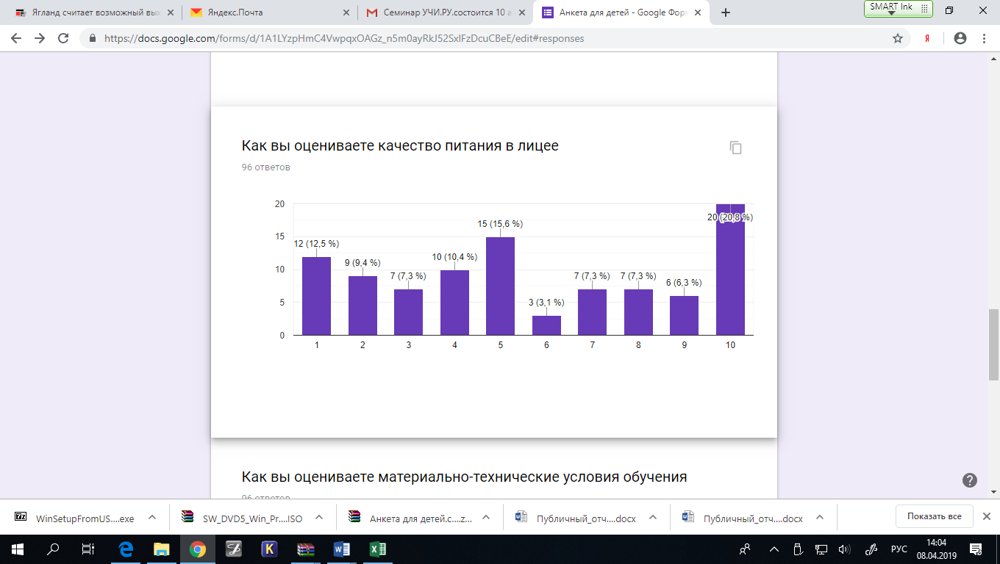 Ягланд считает возможный вых
Яндекс.Почта
Семинар УЧИ.РУ.состоится 10 а
Анкета для детей - Google Фор
SMART Ink
https://docs.google.com/forms/d/1A1LYzpHmC4VwpqxOAGz_n5m0ayRkJ52SxlFzDcuCBeE/edit#responses
Я
Как вы оцениваете качество питания в лицее
96 ответов
20
15
10
5
0
12 (12,5 %)
9 (9,4 %)
7 (7,3 %)
10 (10,4 %)
15 (15,6 %)
3 (3,1 %)
7 (7,3 %)
7 (7,3 %)
6 (6,3 %)
20 (20,8 %)
1 2 3 4 5 6 7 8 9 10
Как вы оцениваете материально-технические условия обучения
96 ответов
?
WinSetupFromUS....exe
SW_DVD5_Win_Pr....ISO
Анкета для детей.c....z...
Публичный_отч....docx
Публичный_отч....docx
Показать все
РУС
14:04
08.04.2019